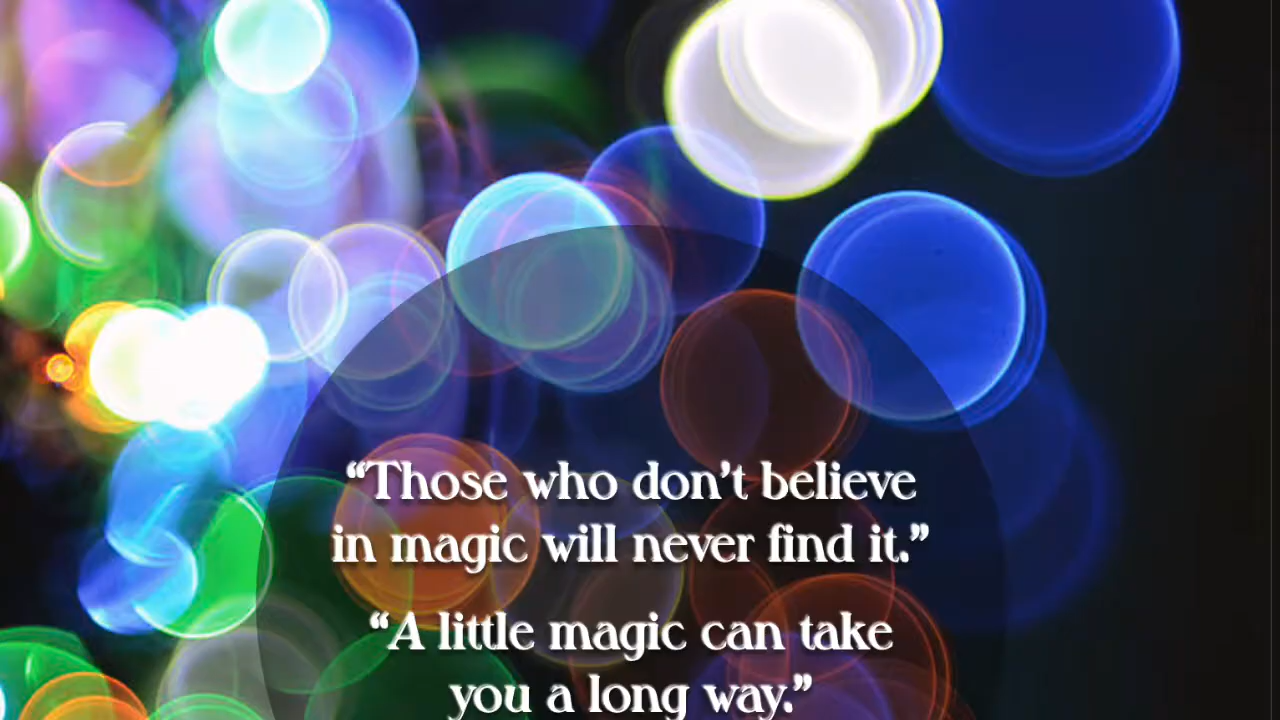 “Those who don’t believe
in magic will never find it.”
“A little magic can take
you a long way.”